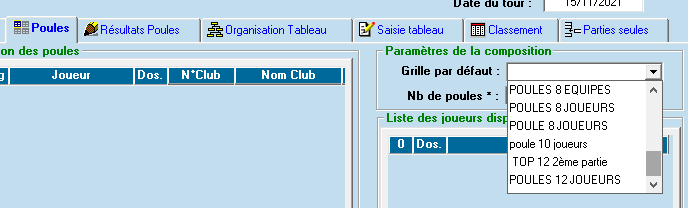 Date du tour : 15/11/2021
Poules Résultats Poules Organisation Tableau Saisie tableau Classement Parties seules
on des poules
Joueur Dos. N°Club Nom Club
Paramètres de la composition
Grille par défaut :
Nb de poules * :
POULES 8 EQUIPES
POULES 8 JOUEURS
POULE 8 JOUEURS
poule 10 joueurs
TOP 12 2ème partie
POULES 12 JOUEURS
Liste des joueurs disp
0 Dos.